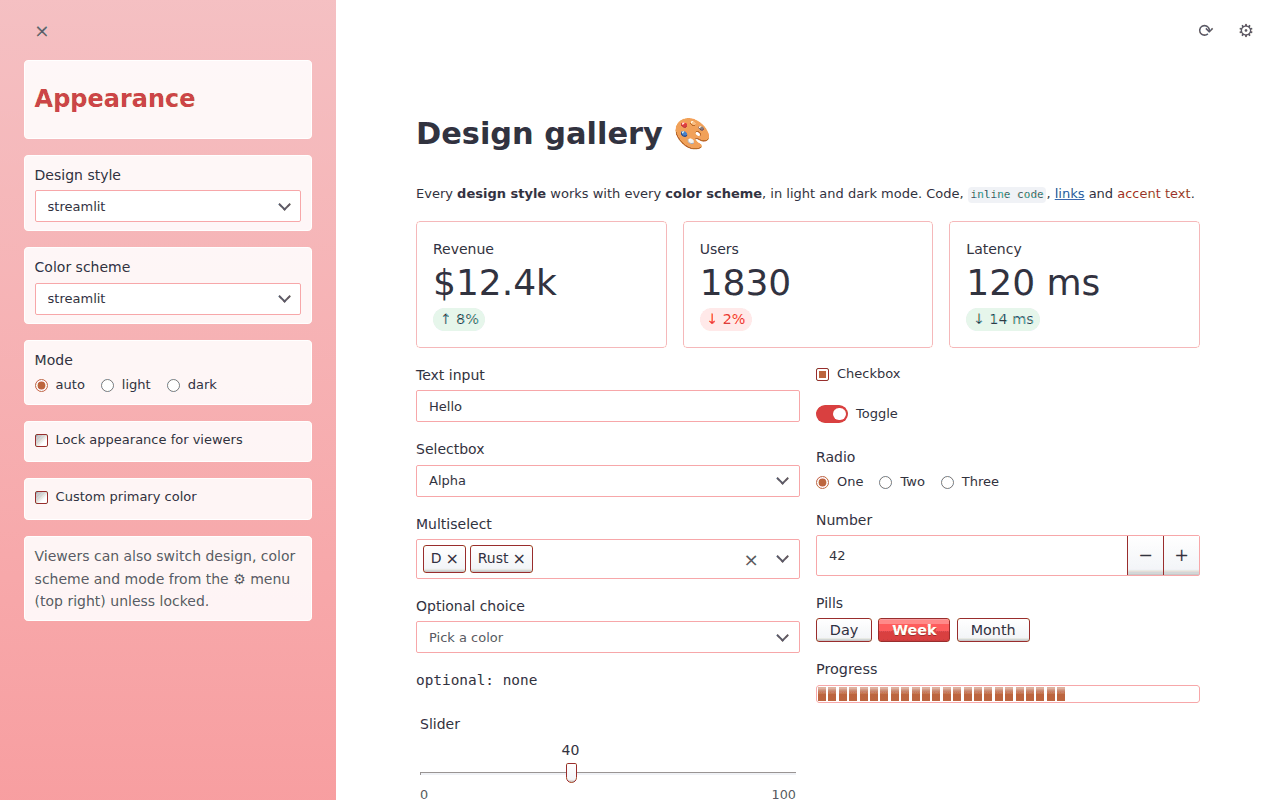 Appearance
Design style
streamlit
Color scheme
streamlit
Mode
auto light dark
Lock appearance for viewers
Custom primary color
Viewers can also switch design, color
scheme and mode from the ⚙ menu
(top right) unless locked.
Design gallery 🎨
Every design style works with every color scheme, in light and dark mode. Code, inline code, links and accent text.
Revenue
$12.4k
↑ 8%
Users
1830
↓ 2%
Latency
120 ms
↓ 14 ms
Text input
Hello
Selectbox
Alpha
Multiselect
D × Rust ×
Optional choice
Pick a color
optional: none
Slider
40
0 100
Checkbox
Toggle
Radio
One Two Three
Number
42
Pills
Day Week Month
Progress